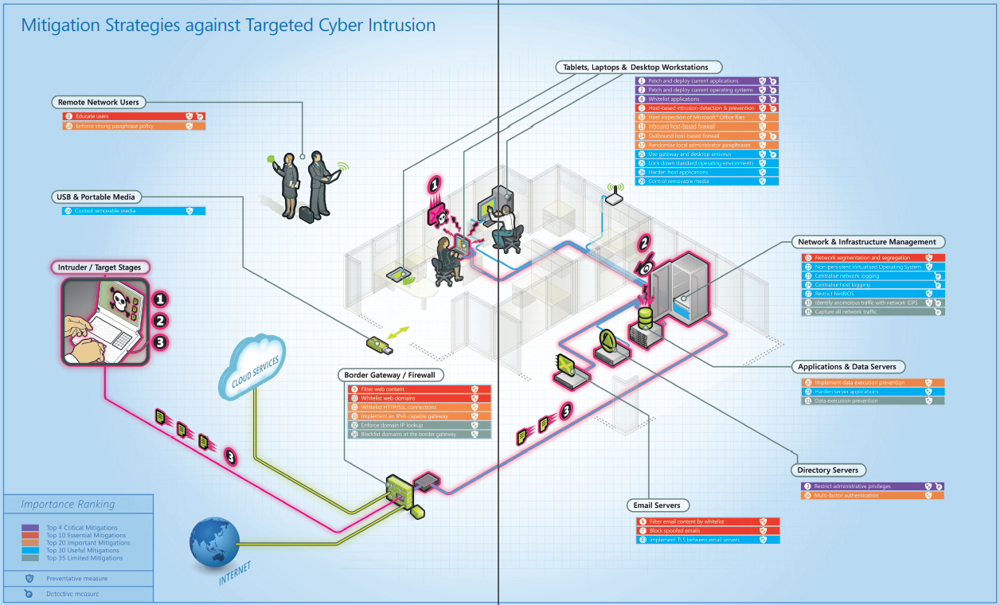 Mitigation Strategies against Targeted Cyber Intrusion
Tablets, Laptops & Desktop Workstations
1 Patch and deploy current applications
2 Patch and deploy current operating systems
4 Whitelist applications
5 Host-based intrusion detection & prevention
12 Host inspection of Microsoft® Office files
13 Inbound host-based firewall
14 Outbound host-based firewall
17 Randomise local administrator passphrases
21 Use gateway and desktop antivirus
25 Lock down standard operating envionments
26 Harden host applications
29 Control removable media
Remote Network Users
8 Educate users
18 Enforce strong passphrase policy
USB & Portable Media
29 Control removable media
Intruder / Target Stages
1
2
3
1
2
Network & Infrastructure Management
15 Network segmentation and segregation
22 Non-persistent Virtualised Operating System
23 Centralise network logging
24 Centralise host logging
27 Restrict NetBIOS
33 Identify anomolous traffic with network IDPS
35 Capture all network traffic
CLOUD SERVICES
Border Gateway / Firewall
9 Filter web content
10 Whitelist web domains
11 Whitelist HTTP/SSL connections
19 Implement an IPv6-capable gateway
32 Enforce domain IP lookup
34 Blacklist domains at the border gateway
Applications & Data Servers
20 Implement data execution prevention
28 Harden server applications
31 Data execution prevention
3
3
Directory Servers
3 Restrict administrative privileges
16 Multi-factor authentication
Email Servers
6 Filter email content by whitelist
7 Block spoofed emails
30 Implement TLS between email servers
INTERNET
Importance Ranking
Top 4 Critical Mitigations
Top 10 Essential Mitigations
Top 20 Important Mitigations
Top 30 Useful Mitigations
Top 35 Limited Mitigations
Preventative measure
Detective measure